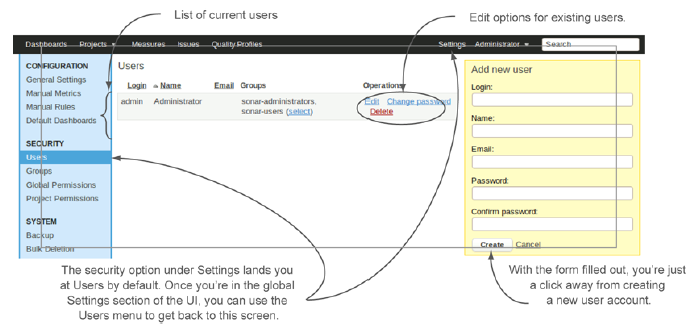 List of current users
Edit options for existing users.
Dashboards Projects Measures Issues Quality Profiles Settings Administrator Search
CONFIGURATION
General Settings
Manual Metrics
Manual Rules
Default Dashboards
SECURITY
Users
Groups
Global Permissions
Project Permissions
SYSTEM
Backup
Bulk Deletion
Users
Login Name Email Groups Operations
admin Administrator sonar-administrators, Edit Change password
sonar-users (select) Delete
Add new user
Login:
Name:
Email:
Password:
Confirm password:
Create Cancel
The security option under Settings lands you
at Users by default. Once you're in the global
Settings section of the UI, you can use the
Users menu to get back to this screen.
With the form filled out, you're just
a click away from creating
a new user account.